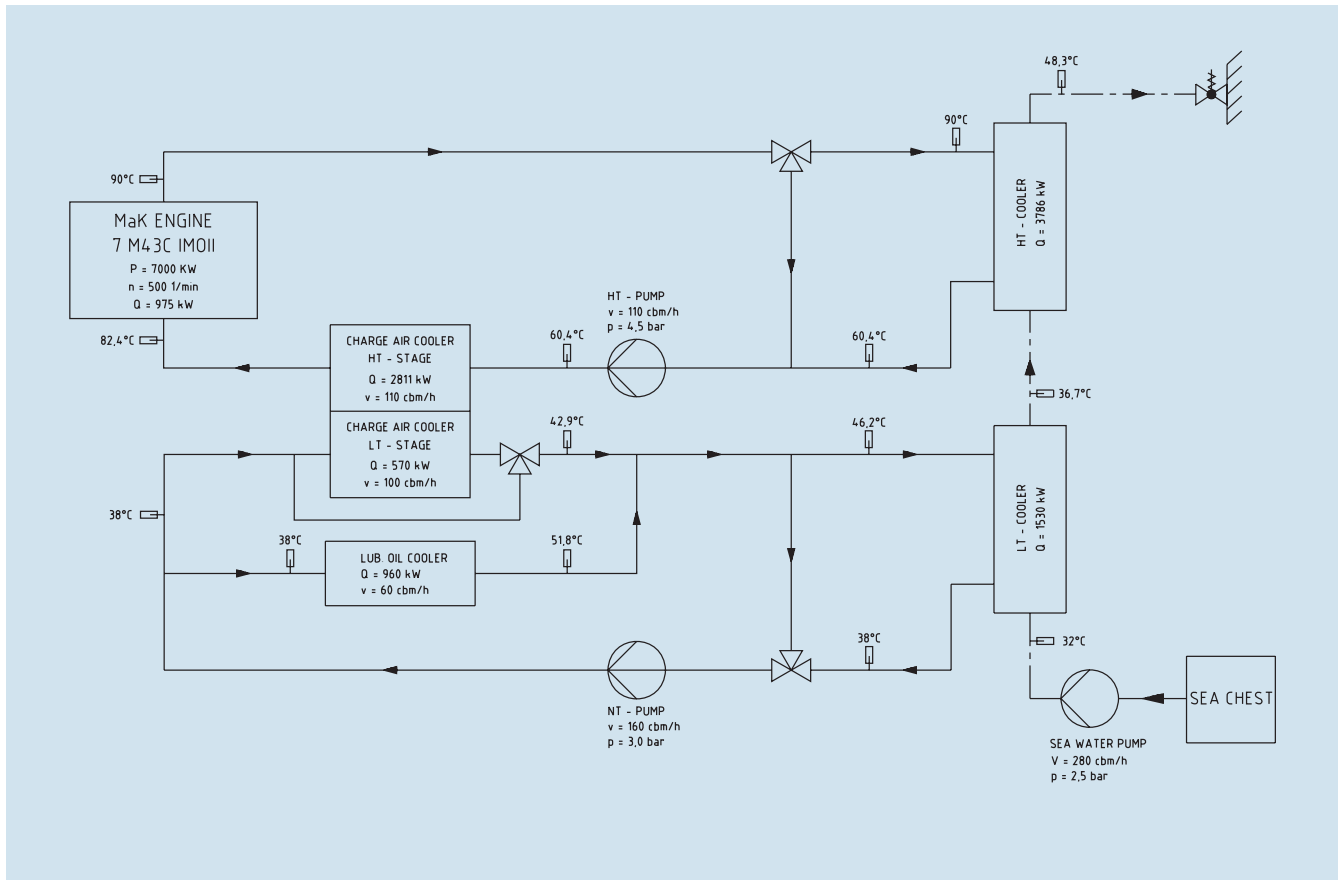 48,3°C
90°C
90°C
MaK ENGINE
7 M43C IMOII
P = 7000 KW
n = 500 1/min
Q = 975 kW
HT - COOLER
Q = 3786 kW
HT - PUMP
v = 110 cbm/h
p = 4,5 bar
82,4°C
CHARGE AIR COOLER
HT - STAGE
Q = 2811 kW
v = 110 cbm/h
60,4°C
60,4°C
36,7°C
CHARGE AIR COOLER
LT - STAGE
Q = 570 kW
v = 100 cbm/h
42,9°C
46,2°C
LT - COOLER
Q = 1530 kW
38°C
38°C
LUB. OIL COOLER
Q = 960 kW
v = 60 cbm/h
51,8°C
38°C
32°C
SEA CHEST
NT - PUMP
v = 160 cbm/h
p = 3,0 bar
SEA WATER PUMP
V = 280 cbm/h
p = 2,5 bar